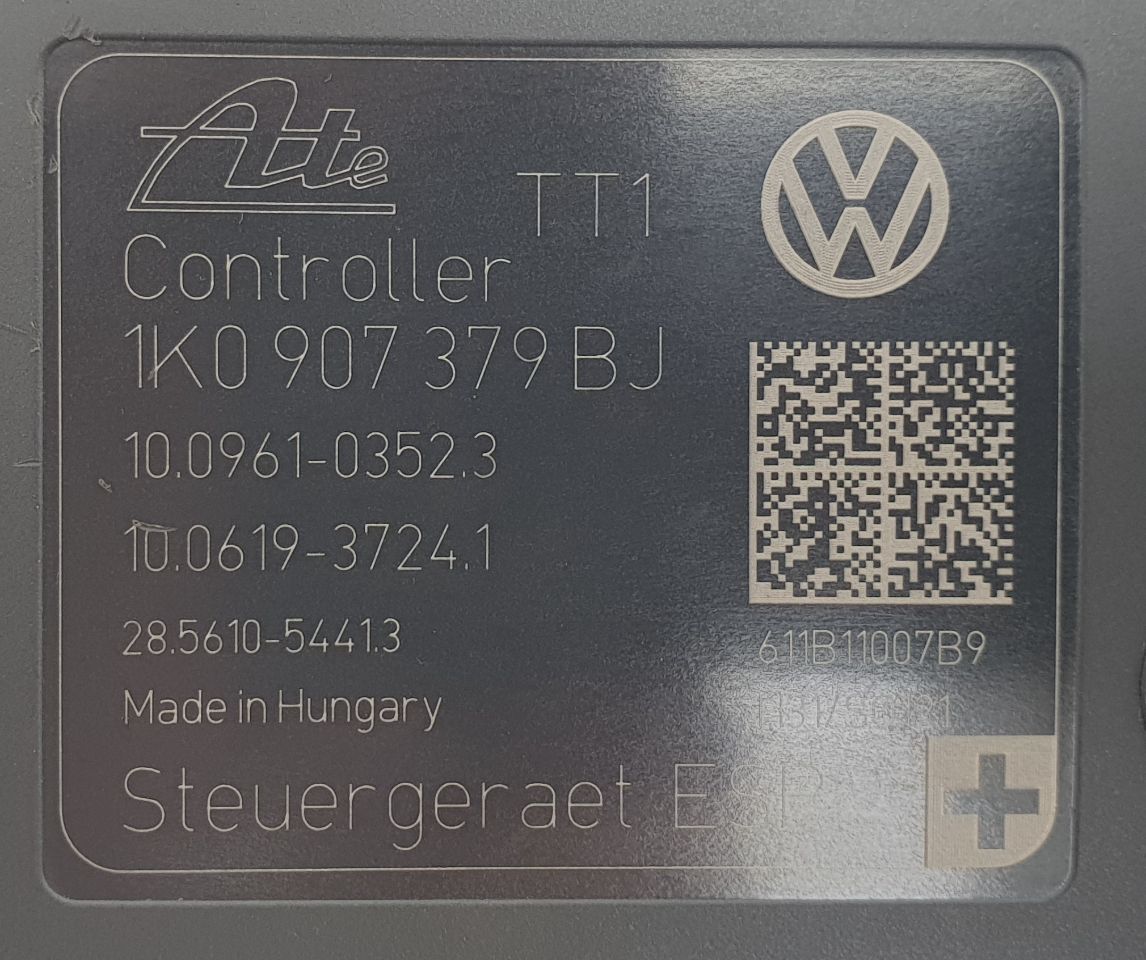 Ate
TT1
Controller
1K0 907 379 BJ
10.0961-0352.3
10.0619-3724.1
28.5610-5441.3
611B11007B9
Made in Hungary
Steuergeraet ESP